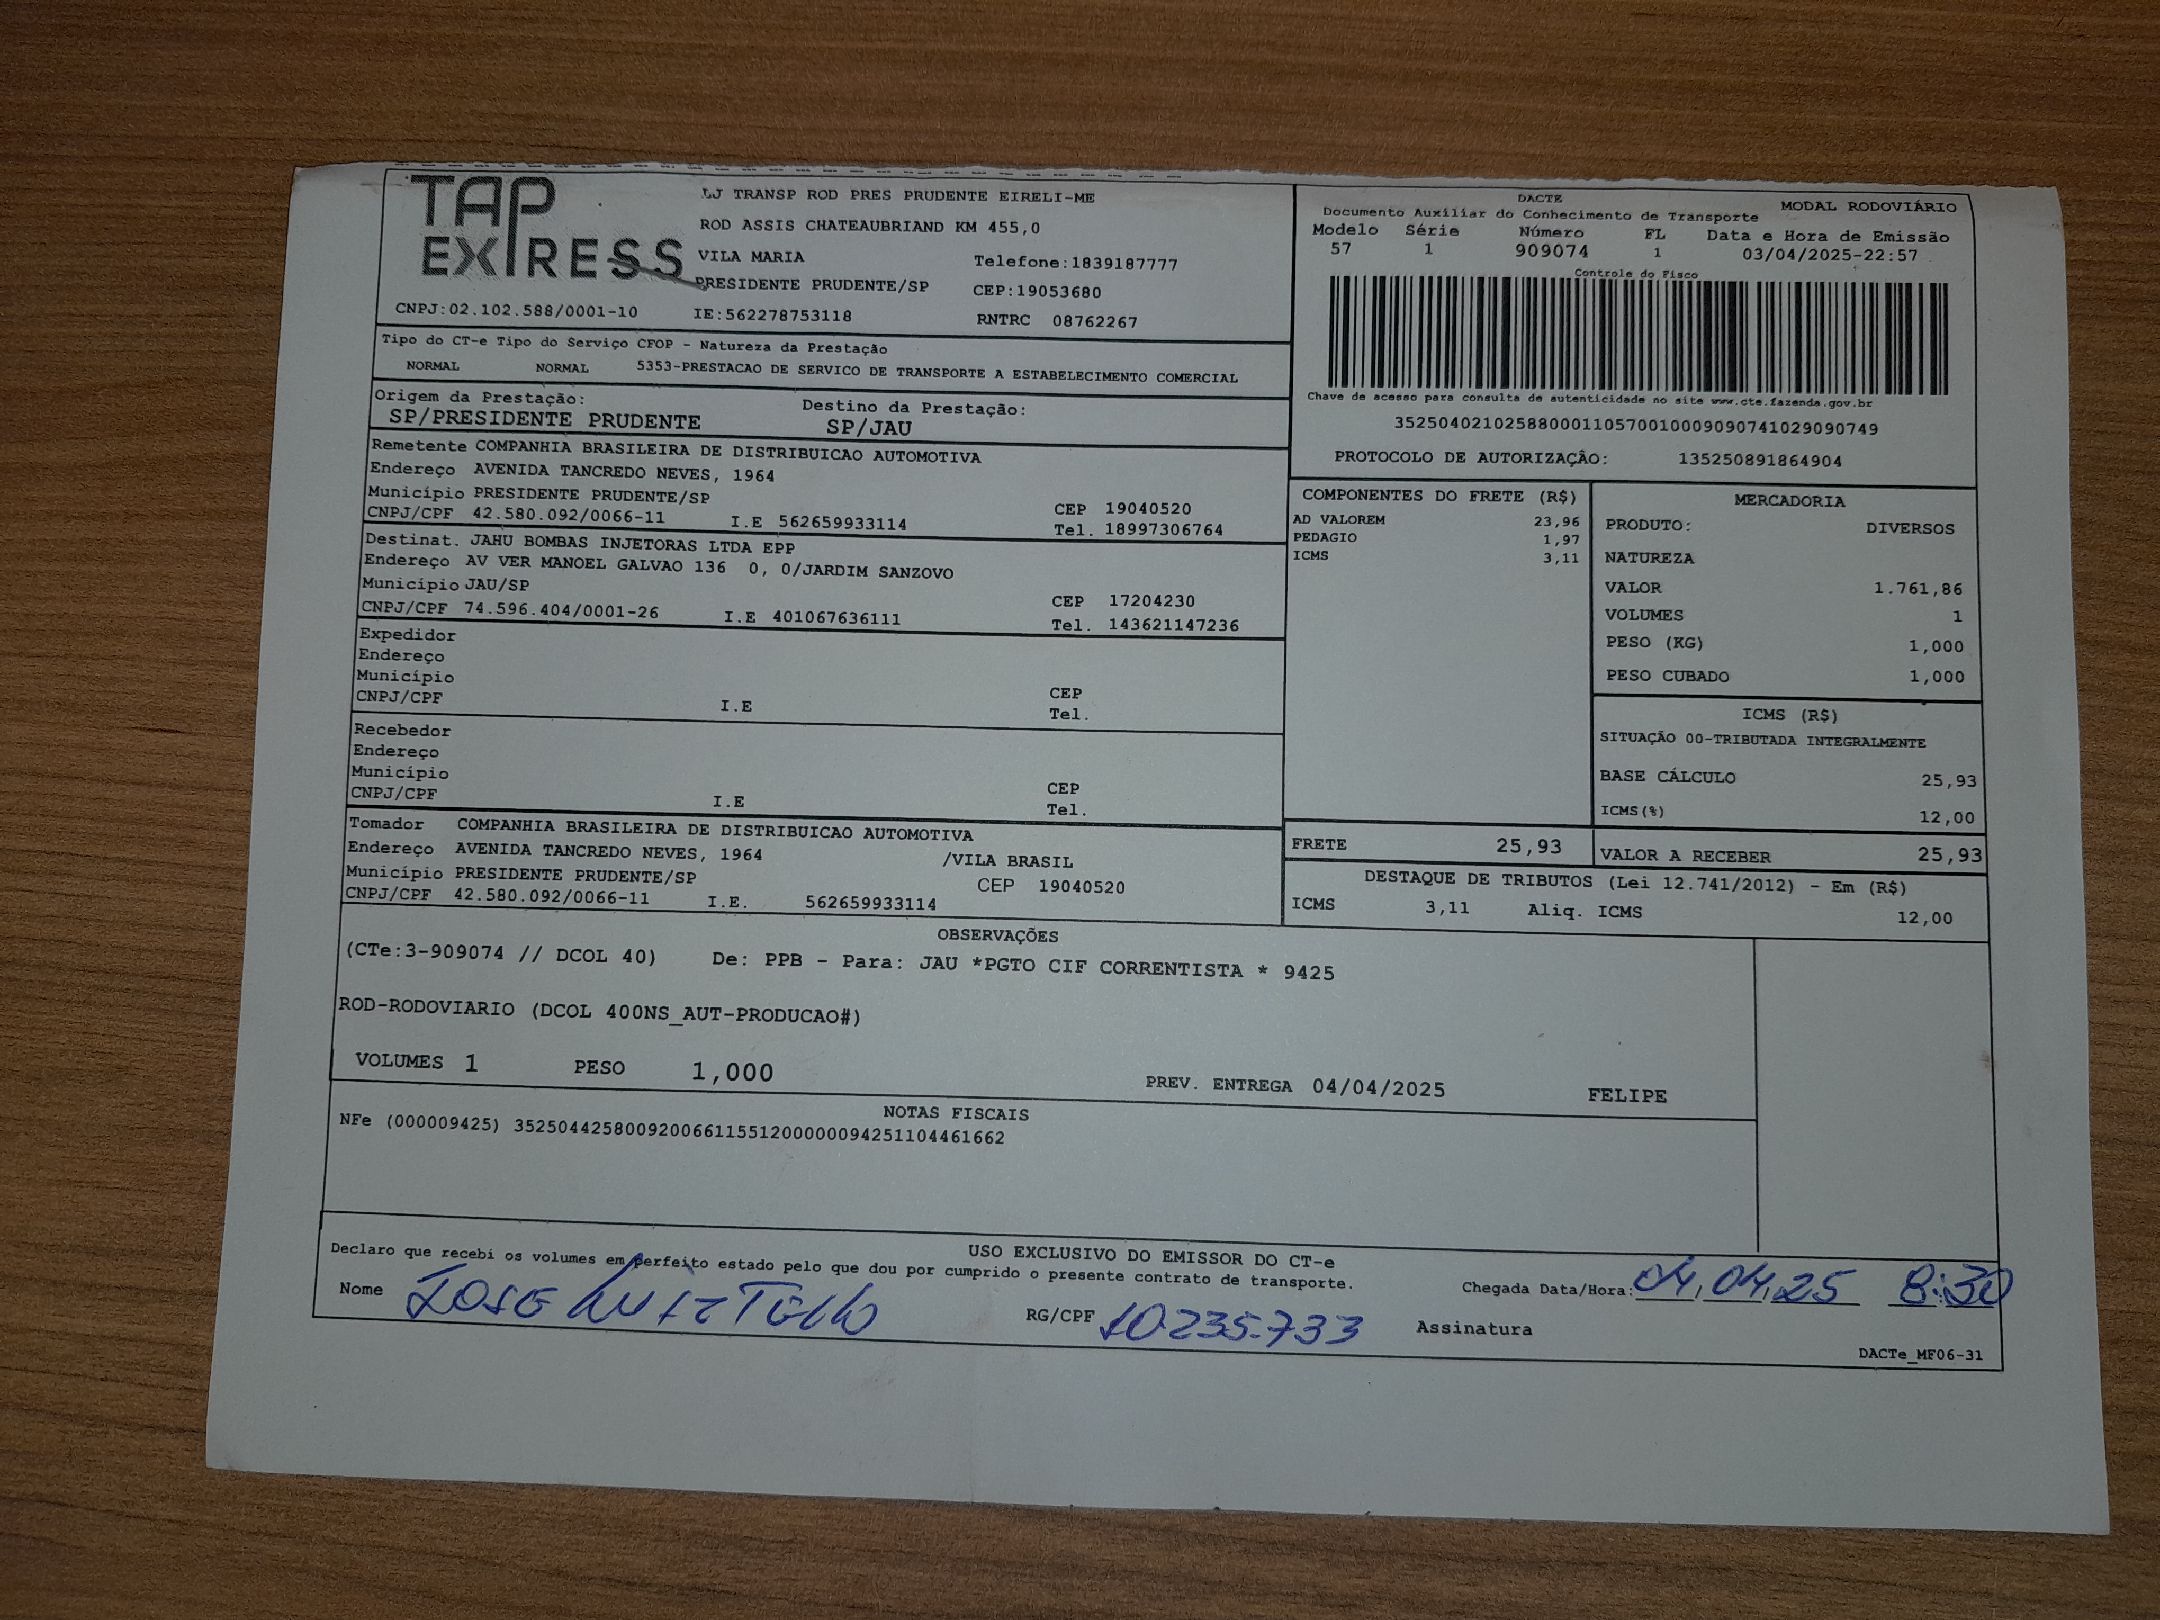 TAP EXPRESS
LJ TRANSP ROD PRES PRUDENTE EIRELI-ME
ROD ASSIS CHATEAUBRIAND KM 455,0
VILA MARIA Telefone:1839187777
PRESIDENTE PRUDENTE/SP CEP:19053680
CNPJ:02.102.588/0001-10 IE:562278753118 RNTRC 08762267
DACTE MODAL RODOVIÁRIO
Documento Auxiliar do Conhecimento de Transporte
Modelo Série Número FL Data e Hora de Emissão
57 1 909074 1 03/04/2025-22:57
Controle do Fisco
Chave de acesso para consulta de autenticidade no site www.cte.fazenda.gov.br
35250402102588000110570010009090741029090749
PROTOCOLO DE AUTORIZAÇÃO: 135250891864904
Tipo do CT-e Tipo do Serviço CFOP - Natureza da Prestação
NORMAL NORMAL 5353-PRESTACAO DE SERVICO DE TRANSPORTE A ESTABELECIMENTO COMERCIAL
Origem da Prestação: Destino da Prestação:
SP/PRESIDENTE PRUDENTE SP/JAU
Remetente COMPANHIA BRASILEIRA DE DISTRIBUICAO AUTOMOTIVA
Endereço AVENIDA TANCREDO NEVES, 1964
Município PRESIDENTE PRUDENTE/SP CEP 19040520
CNPJ/CPF 42.580.092/0066-11 I.E 562659933114 Tel. 18997306764
Destinat. JAHU BOMBAS INJETORAS LTDA EPP
Endereço AV VER MANOEL GALVAO 136 0, 0/JARDIM SANZOVO
Município JAU/SP CEP 17204230
CNPJ/CPF 74.596.404/0001-26 I.E 401067636111 Tel. 143621147236
Expedidor
Endereço
Município CEP
CNPJ/CPF I.E Tel.
Recebedor
Endereço
Município CEP
CNPJ/CPF I.E Tel.
Tomador COMPANHIA BRASILEIRA DE DISTRIBUICAO AUTOMOTIVA
Endereço AVENIDA TANCREDO NEVES, 1964 /VILA BRASIL
Município PRESIDENTE PRUDENTE/SP CEP 19040520
CNPJ/CPF 42.580.092/0066-11 I.E. 562659933114
COMPONENTES DO FRETE (R$)
AD VALOREM 23,96
PEDAGIO 1,97
ICMS 3,11
MERCADORIA
PRODUTO: DIVERSOS
NATUREZA
VALOR 1.761,86
VOLUMES 1
PESO (KG) 1,000
PESO CUBADO 1,000
ICMS (R$)
SITUAÇÃO 00-TRIBUTADA INTEGRALMENTE
BASE CÁLCULO 25,93
ICMS(%) 12,00
FRETE 25,93 VALOR A RECEBER 25,93
DESTAQUE DE TRIBUTOS (Lei 12.741/2012) - Em (R$)
ICMS 3,11 Aliq. ICMS 12,00
OBSERVAÇÕES
(CTe:3-909074 // DCOL 40) De: PPB - Para: JAU *PGTO CIF CORRENTISTA * 9425
ROD-RODOVIARIO (DCOL 400NS_AUT-PRODUCAO#)
VOLUMES 1 PESO 1,000 PREV. ENTREGA 04/04/2025 FELIPE
NOTAS FISCAIS
NFe (000009425) 35250442580092006611551200000094251104461662
USO EXCLUSIVO DO EMISSOR DO CT-e
Declaro que recebi os volumes em perfeito estado pelo que dou por cumprido o presente contrato de transporte.
Nome JOSE LUIZ TELLO RG/CPF 10.235.733 Assinatura
Chegada Data/Hora: 04,04,25 8:30
DACTe_MF06-31